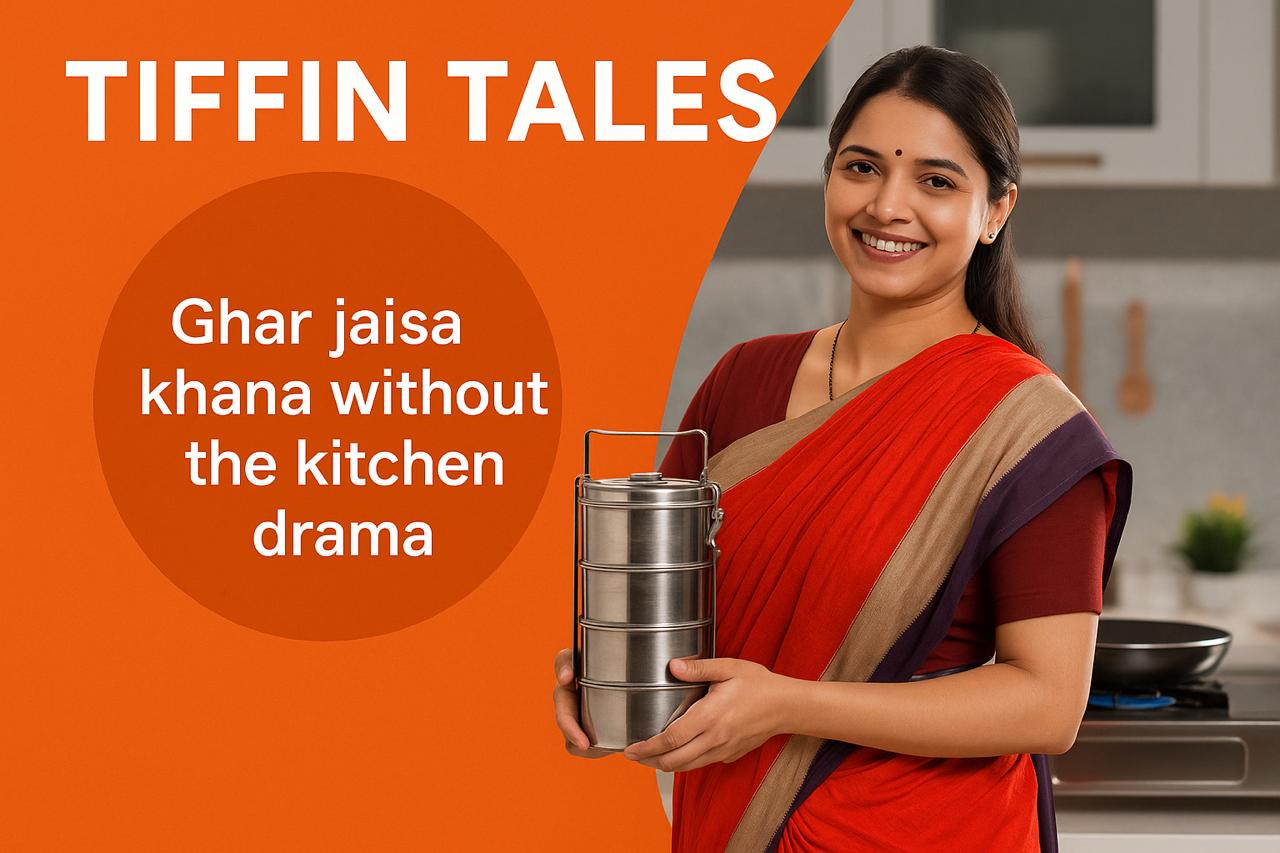 TIFFIN TALES
Ghar jaisa
khana without
the kitchen
drama